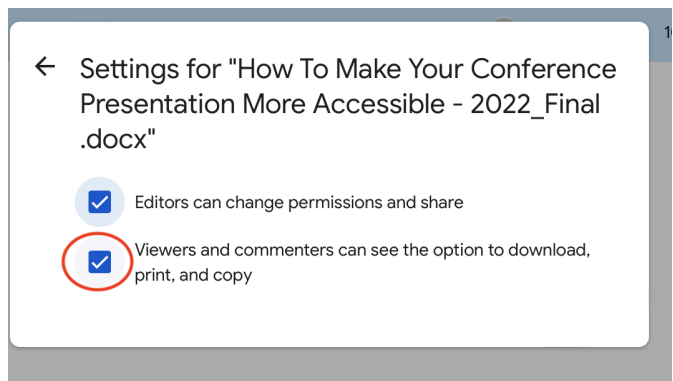 Settings for "How To Make Your Conference
Presentation More Accessible - 2022_Final
.docx"
Editors can change permissions and share
Viewers and commenters can see the option to download,
print, and copy